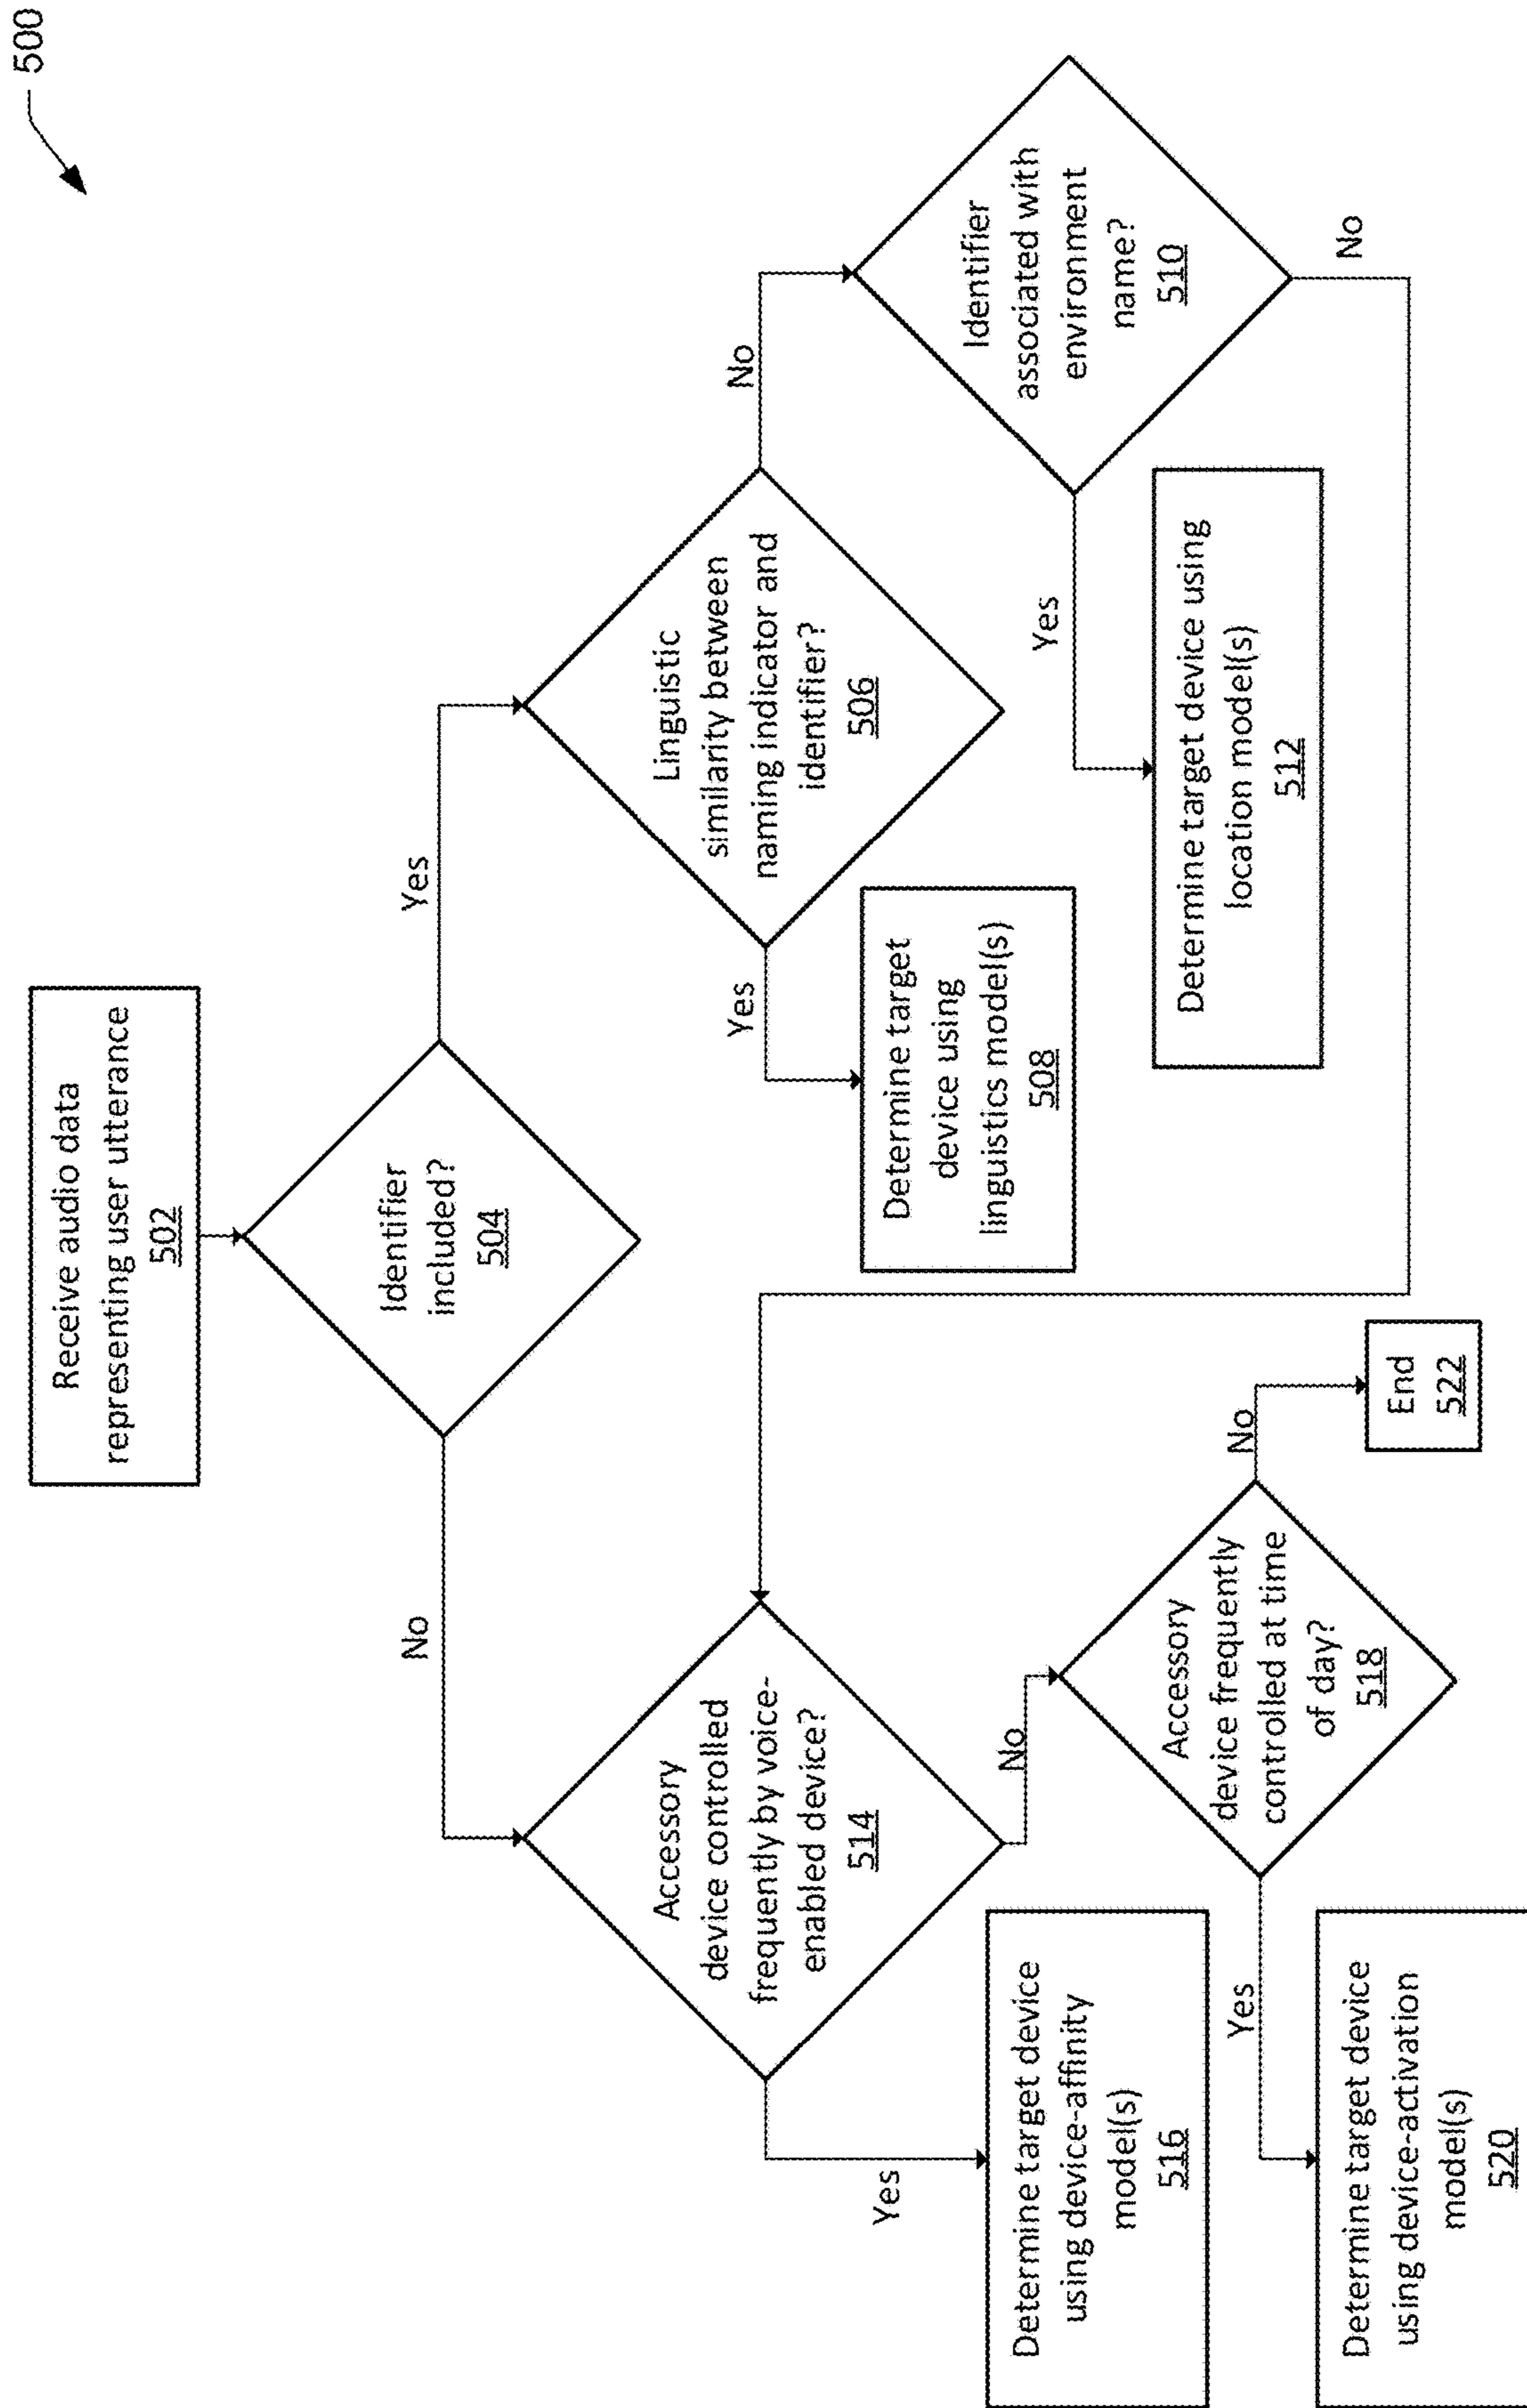 500
Receive audio data
representing user utterance
502
Identifier
included?
504
Yes
No
Linguistic
similarity between
naming indicator and
identifier?
506
Yes
No
Determine target
device using
linguistics model(s)
508
Identifier
associated with
environment
name?
510
Yes
No
Determine target device using
location model(s)
512
Accessory
device controlled
frequently by voice-
enabled device?
514
Yes
No
Determine target device
using device-affinity
model(s)
516
Accessory
device frequently
controlled at time
of day?
518
Yes
No
Determine target device
using device-activation
model(s)
520
End
522